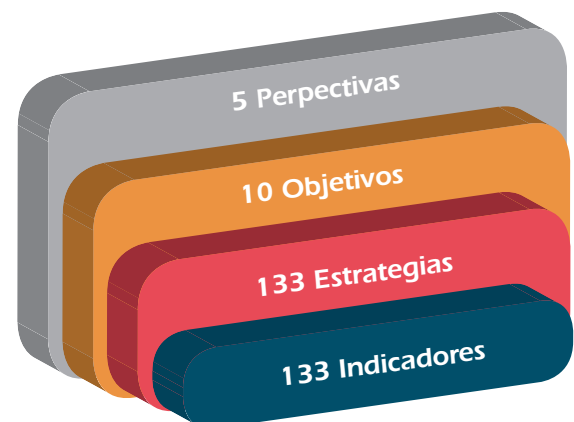 5 Perpectivas
10 Objetivos
133 Estrategias
133 Indicadores